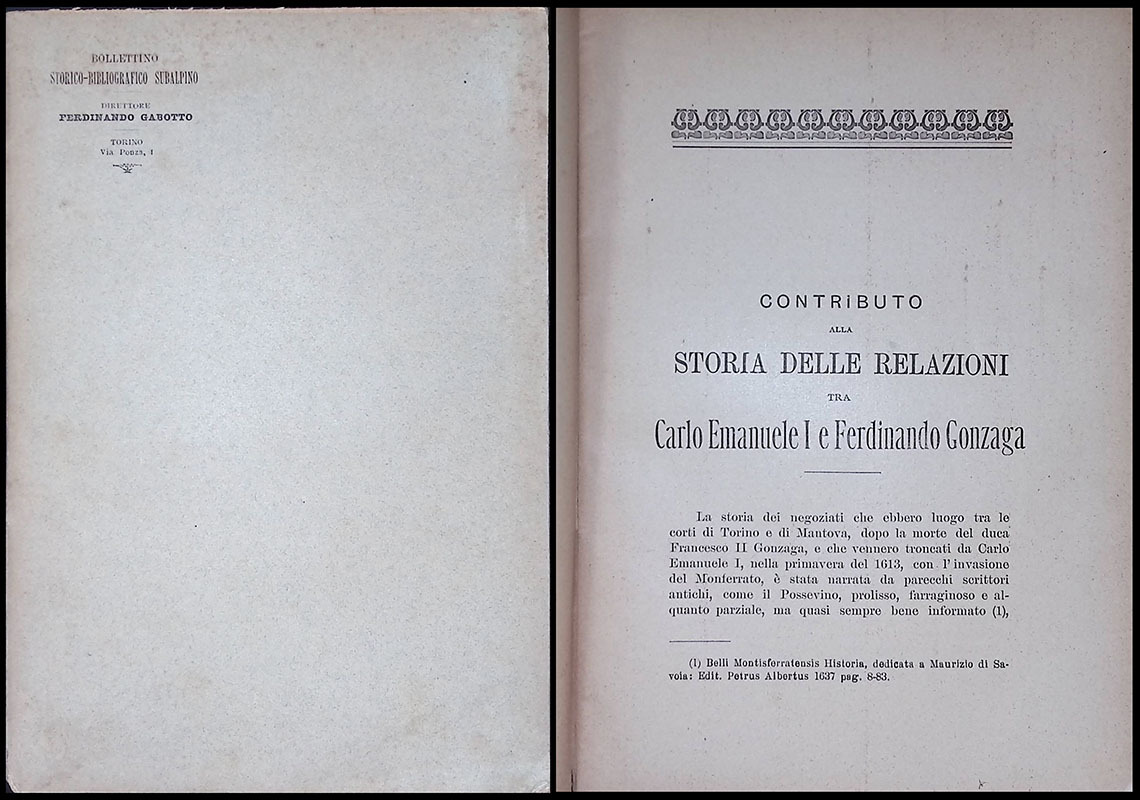 BOLLETTINO
STORICO-BIBLIOGRAFICO SUBALPINO
DIRETTORE
FERDINANDO GABOTTO
TORINO
Via Ponza, 1
CONTRIBUTO
ALLA
STORIA DELLE RELAZIONI
TRA
Carlo Emanuele I e Ferdinando Gonzaga
La storia dei negoziati che ebbero luogo tra le
corti di Torino e di Mantova, dopo la morte del duca
Francesco II Gonzaga, e che vennero troncati da Carlo
Emanuele I, nella primavera del 1613, con l'invasione
del Monferrato, è stata narrata da parecchi scrittori
antichi, come il Possevino, prolisso, farraginoso e al-
quanto parziale, ma quasi sempre bene informato (1),
(1) Belli Montisferratensis Historia, dedicata a Maurizio di Sa-
voia: Edit. Petrus Albertus 1637 pag. 8-83.